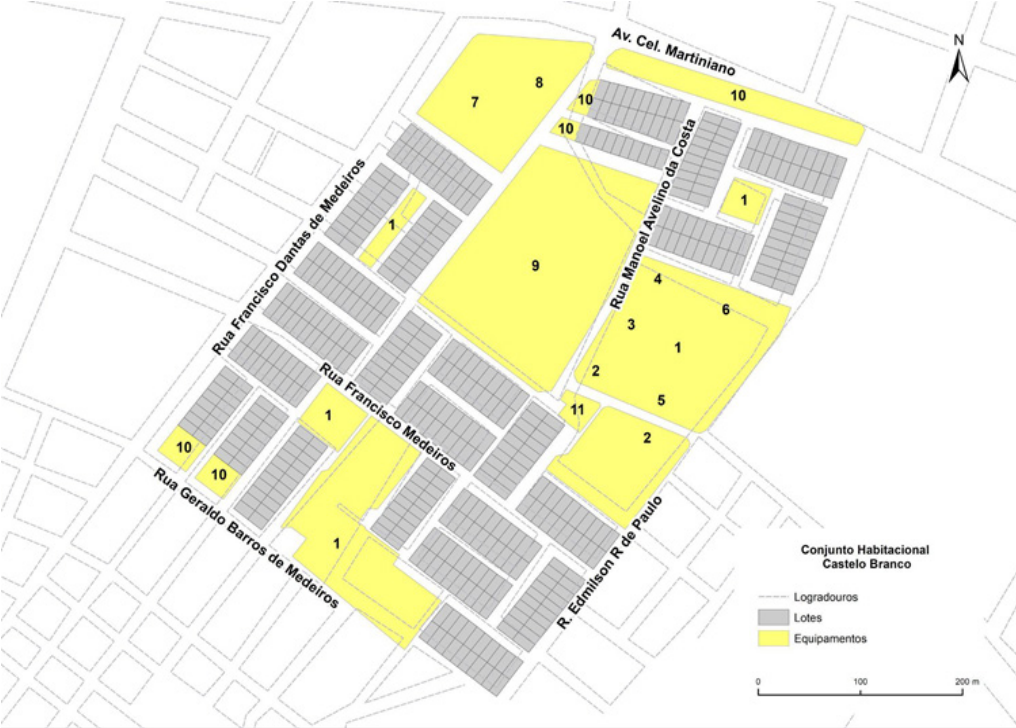 Av. Cel. Martiniano
N
8
7
10
10
10
Rua Manoel Avelino da Costa
1
1
Rua Francisco Dantas de Medeiros
9
4
6
3
1
2
5
11
2
Rua Francisco Medeiros
1
10
10
Rua Geraldo Barros de Medeiros
1
R. Edmilson R de Paulo
Conjunto Habitacional
Castelo Branco
Logradouros
Lotes
Equipamentos
0 100 200 m